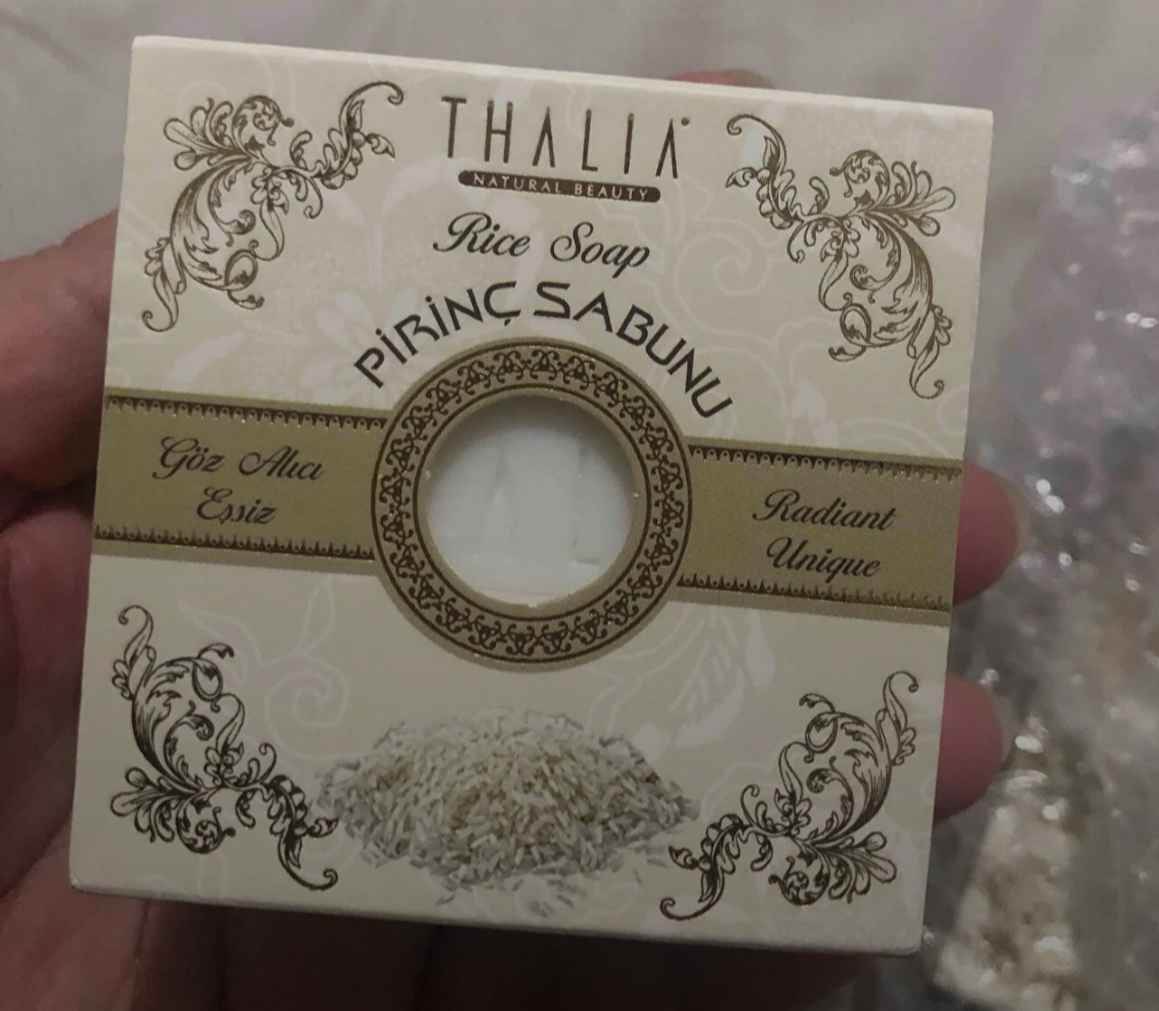 THALIA
NATURAL BEAUTY
Rice Soap
PİRİNÇ SABUNU
Göz Alıcı
Eşsiz
Radiant
Unique